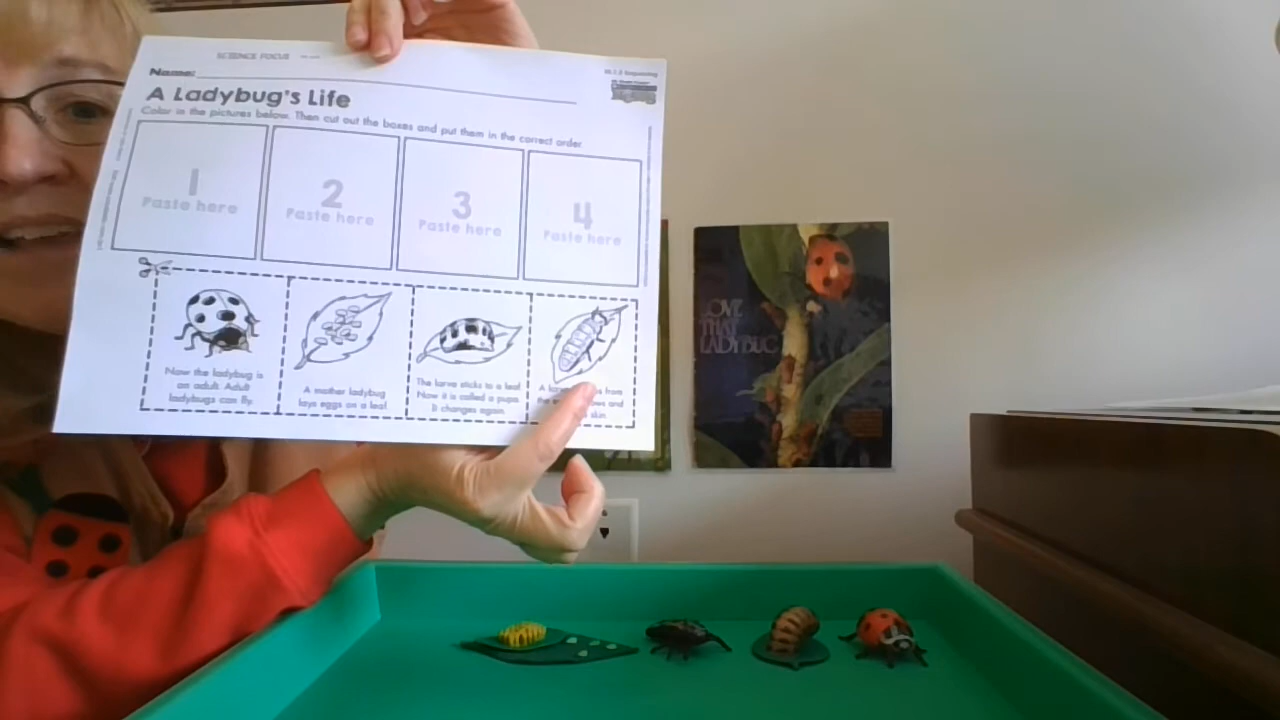 SCIENCE FOCUS
Name:
A Ladybug's Life
Color in the pictures below. Then cut out the boxes and put them in the correct order.
1
Paste here
2
Paste here
3
Paste here
4
Paste here
Now the ladybug is
an adult. Adult
ladybugs can fly.
A mother ladybug
lays eggs on a leaf.
The larva sticks to a leaf.
Now it is called a pupa.
It changes again.
A from
the and
skin
LOVE
THAT
LADYBUG